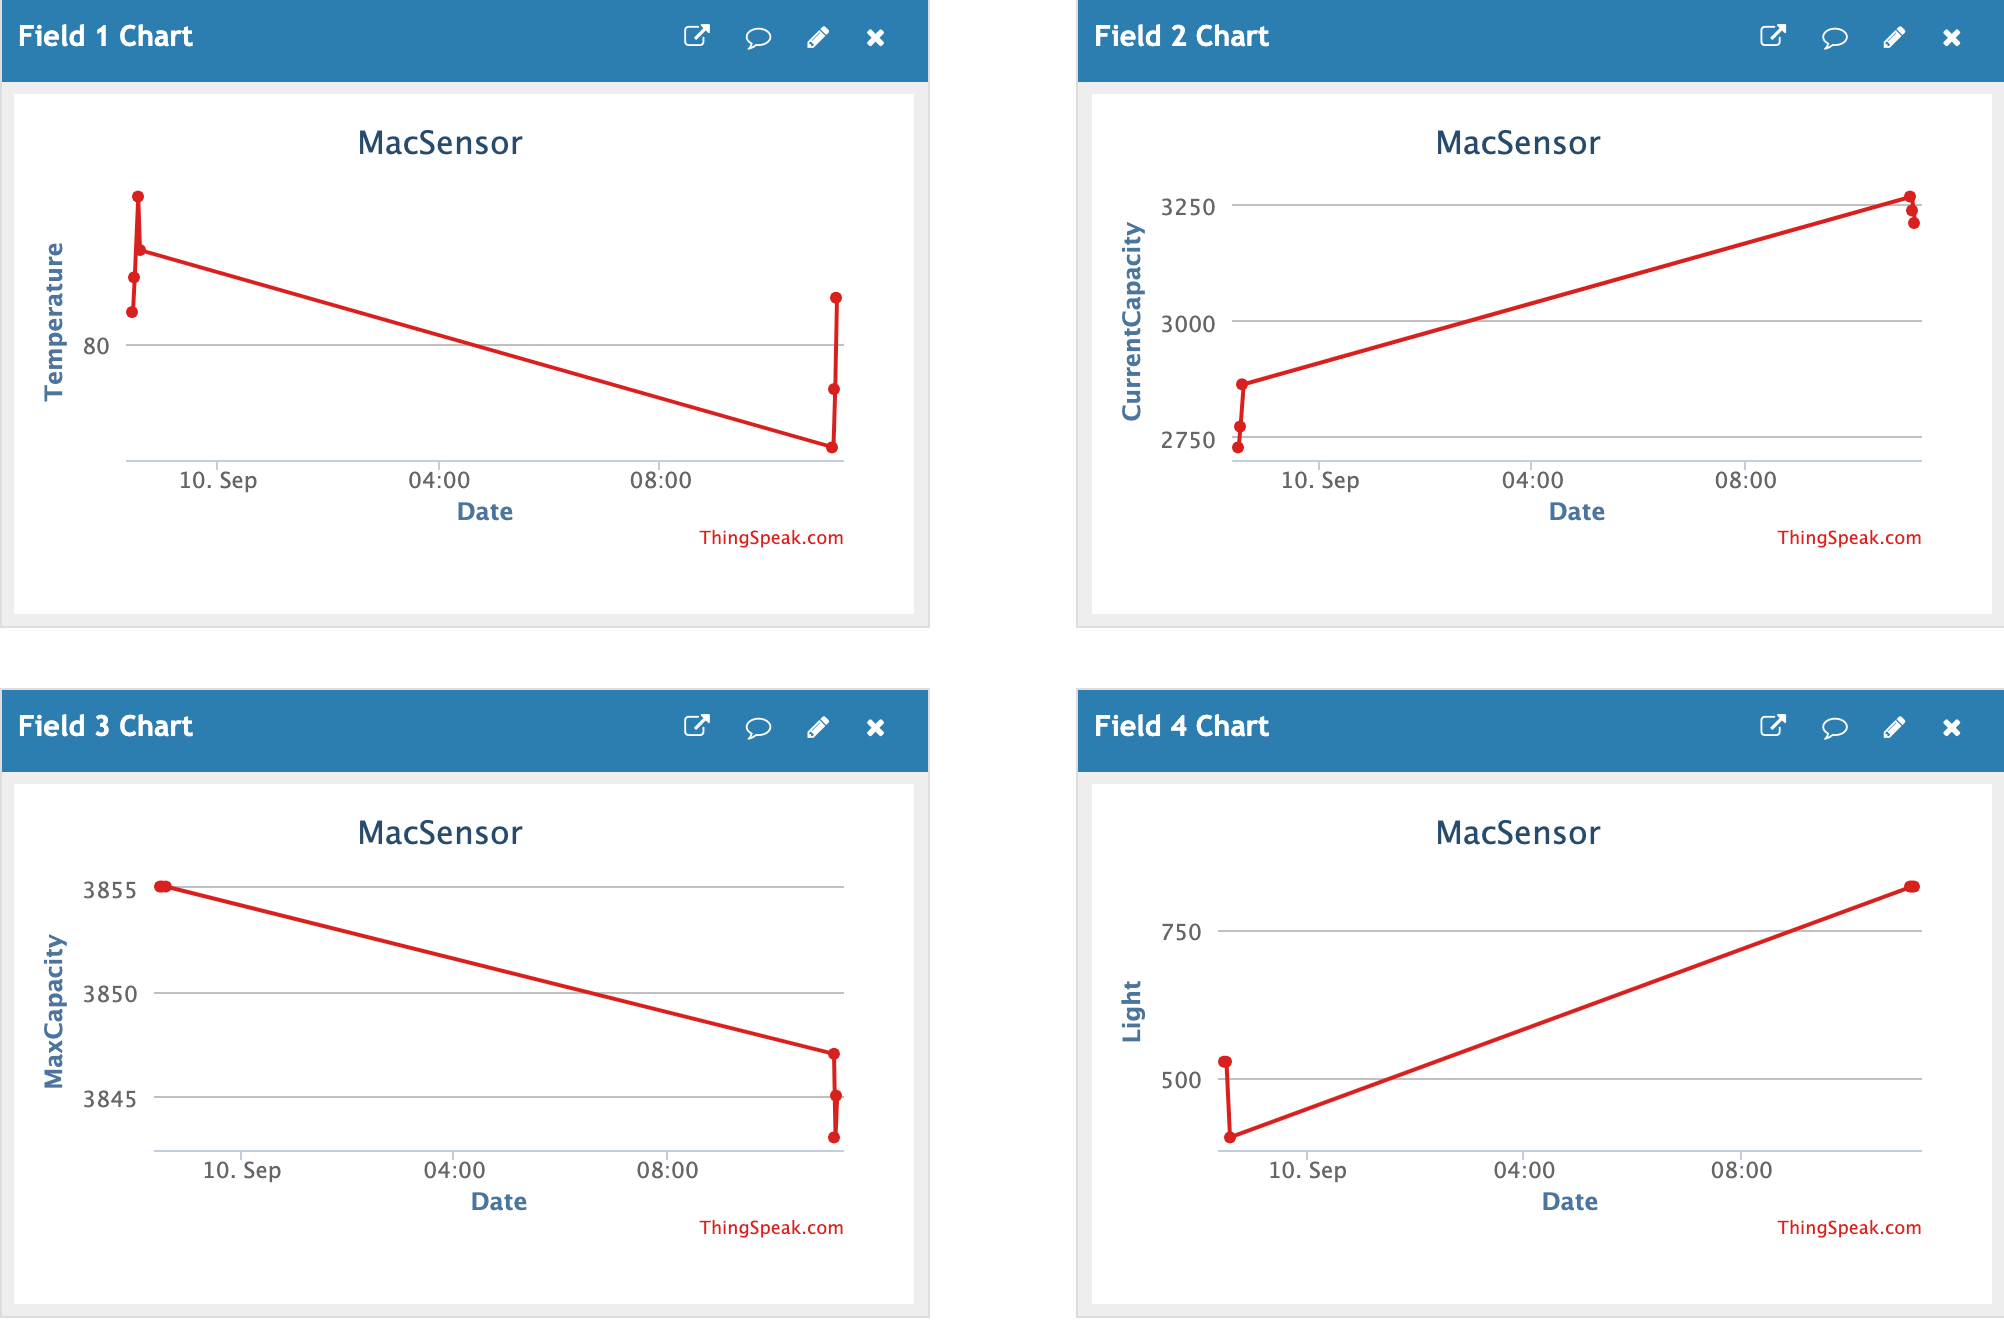 Field 1 Chart
MacSensor
Temperature
80
10. Sep 04:00 08:00
Date
ThingSpeak.com
Field 2 Chart
MacSensor
CurrentCapacity
3250
3000
2750
10. Sep 04:00 08:00
Date
ThingSpeak.com
Field 3 Chart
MacSensor
MaxCapacity
3855
3850
3845
10. Sep 04:00 08:00
Date
ThingSpeak.com
Field 4 Chart
MacSensor
Light
750
500
10. Sep 04:00 08:00
Date
ThingSpeak.com